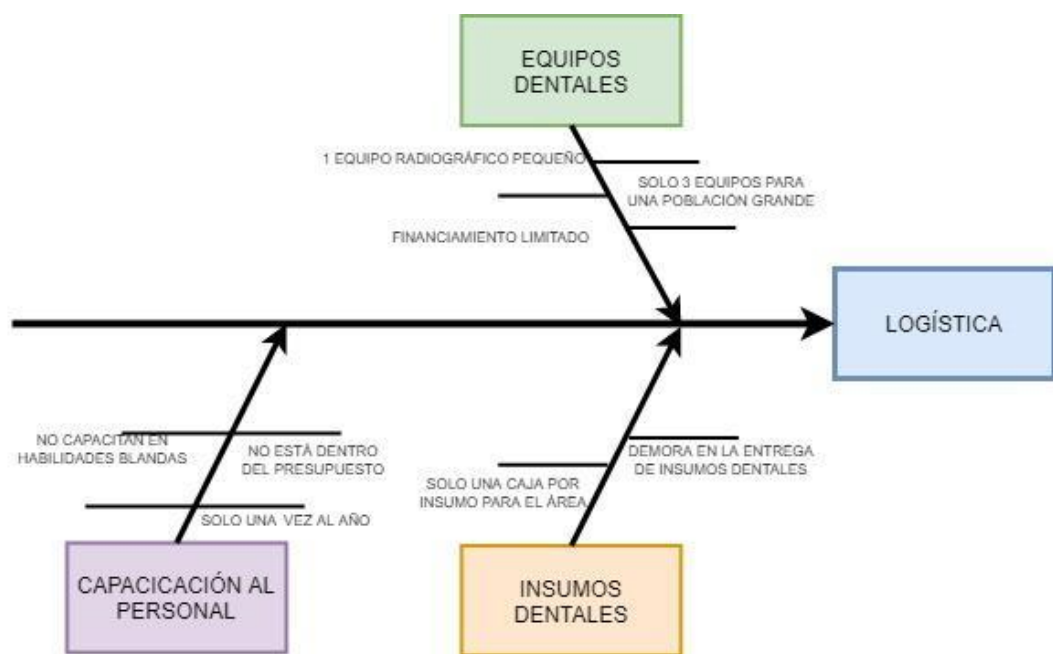 EQUIPOS
DENTALES
1 EQUIPO RADIOGRÁFICO PEQUEÑO
SOLO 3 EQUIPOS PARA
UNA POBLACIÓN GRANDE
FINANCIAMIENTO LIMITADO
LOGÍSTICA
NO CAPACITAN EN
HABILIDADES BLANDAS
NO ESTÁ DENTRO
DEL PRESUPUESTO
SOLO UNA VEZ AL AÑO
DEMORA EN LA ENTREGA
DE INSUMOS DENTALES
SOLO UNA CAJA POR
INSUMO PARA EL ÁREA
CAPACICACIÓN AL
PERSONAL
INSUMOS
DENTALES